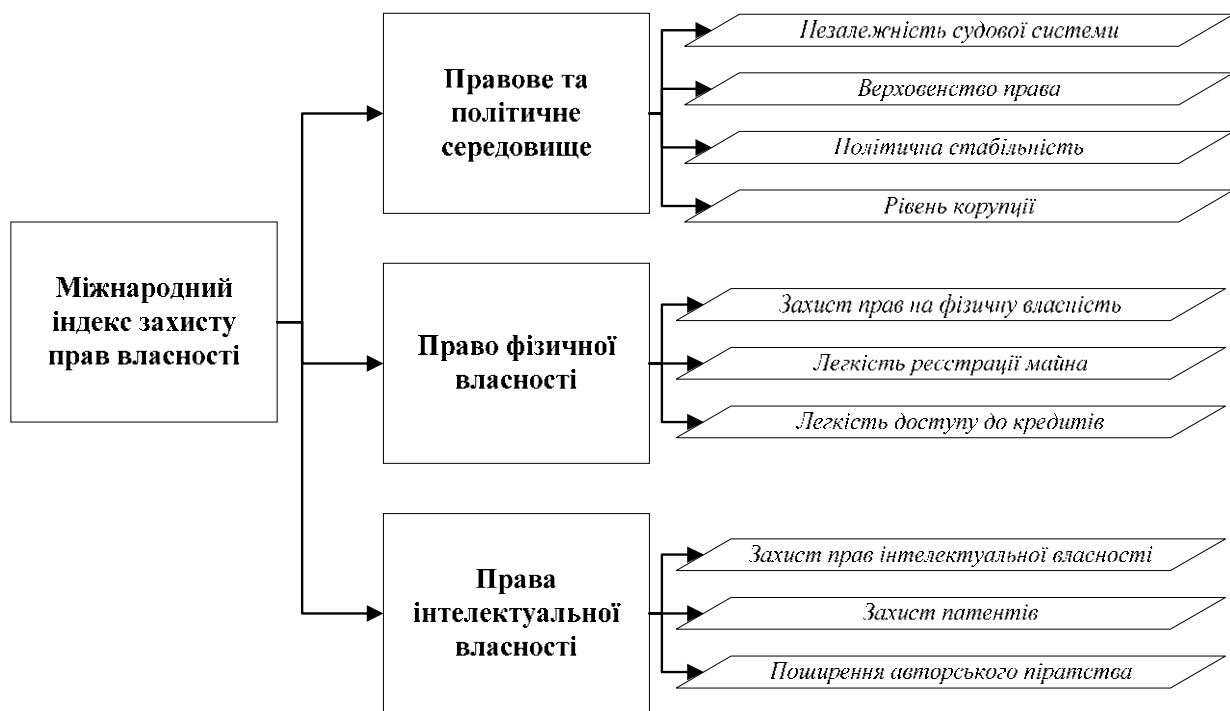 Міжнародний
індекс захисту
прав власності
Правове та
політичне
середовище
Незалежність судової системи
Верховенство права
Політична стабільність
Рівень корупції
Право фізичної
власності
Захист прав на фізичну власність
Легкість реєстрації майна
Легкість доступу до кредитів
Права
інтелектуальної
власності
Захист прав інтелектуальної власності
Захист патентів
Поширення авторського піратства